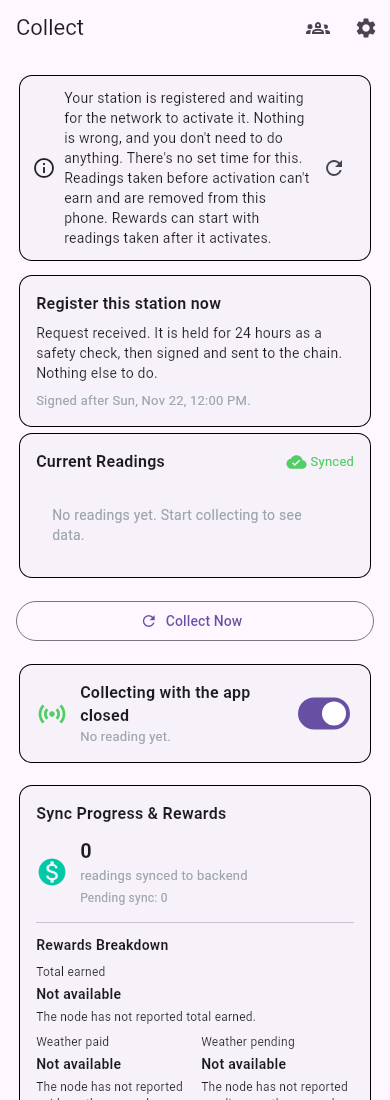 Collect
Your station is registered and waiting
for the network to activate it. Nothing
is wrong, and you don't need to do
anything. There's no set time for this.
Readings taken before activation can't
earn and are removed from this
phone. Rewards can start with
readings taken after it activates.
Register this station now
Request received. It is held for 24 hours as a
safety check, then signed and sent to the chain.
Nothing else to do.
Signed after Sun, Nov 22, 12:00 PM.
Current Readings
Synced
No readings yet. Start collecting to see
data.
Collect Now
Collecting with the app
closed
No reading yet.
Sync Progress & Rewards
0
readings synced to backend
Pending sync: 0
Rewards Breakdown
Total earned
Not available
The node has not reported total earned.
Weather paid
Not available
The node has not reported
Weather pending
Not available
The node has not reported